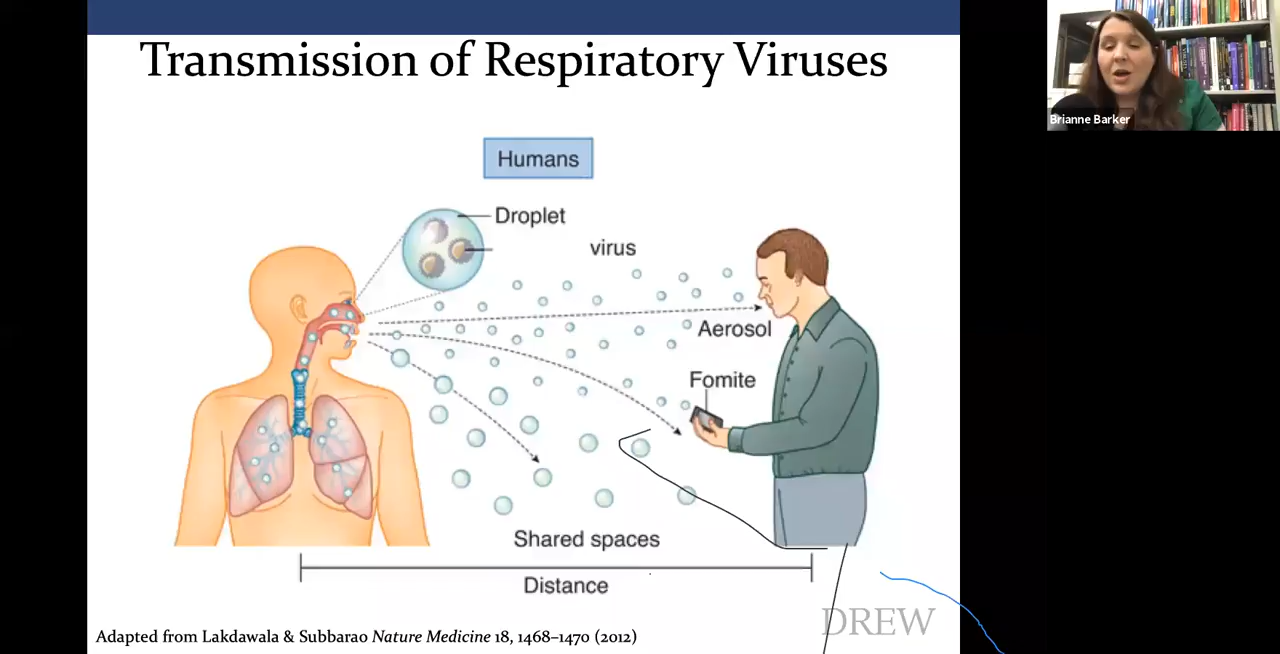 Transmission of Respiratory Viruses
Brianne Barker
Humans
Droplet
virus
Aerosol
Fomite
Shared spaces
Distance
DREW
Adapted from Lakdawala & Subbarao Nature Medicine 18, 1468–1470 (2012)